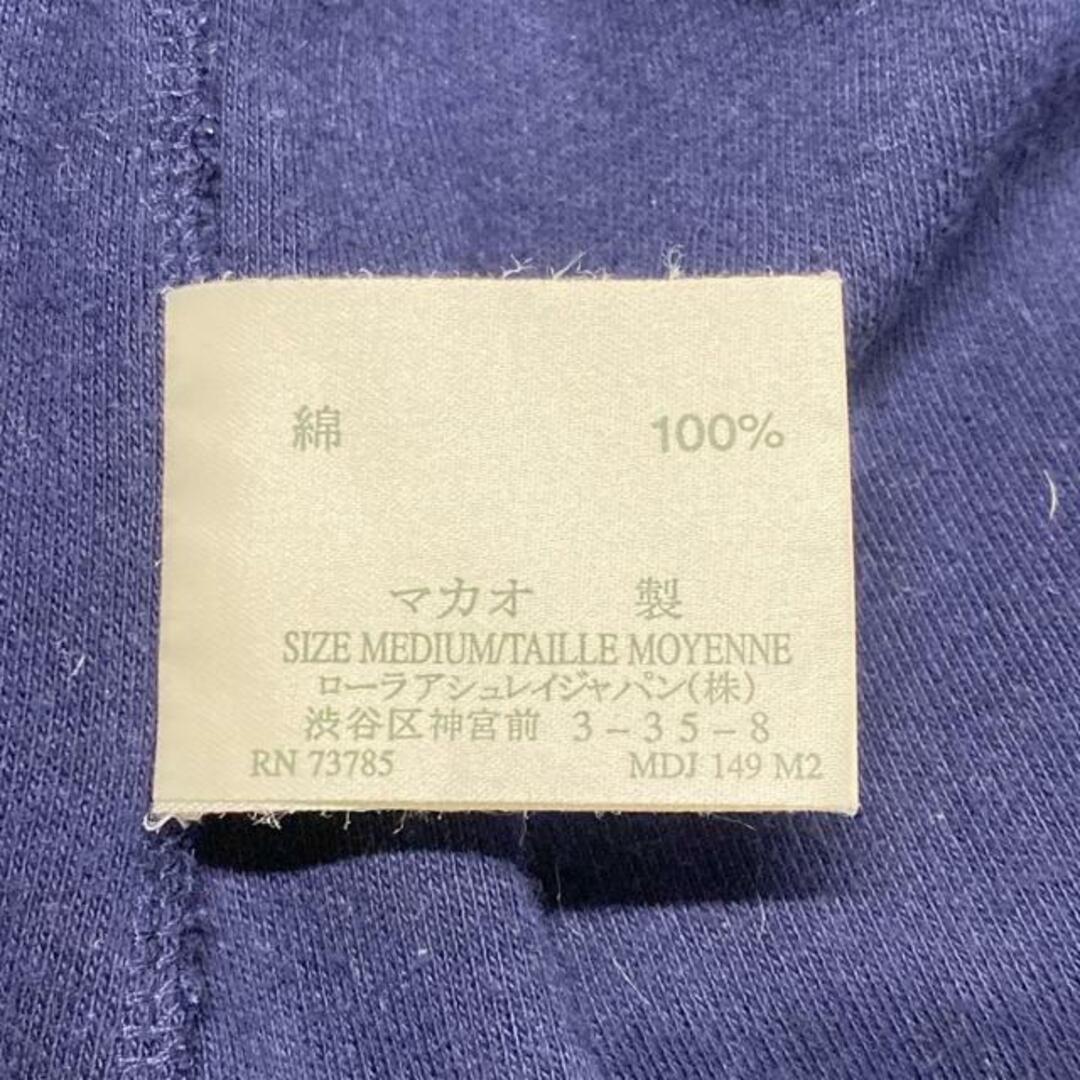 綿 100%
マカオ 製
SIZE MEDIUM/TAILLE MOYENNE
ローラアシュレイジャパン(株)
渋谷区神宮前 3-35-8
RN 73785 MDJ 149 M2